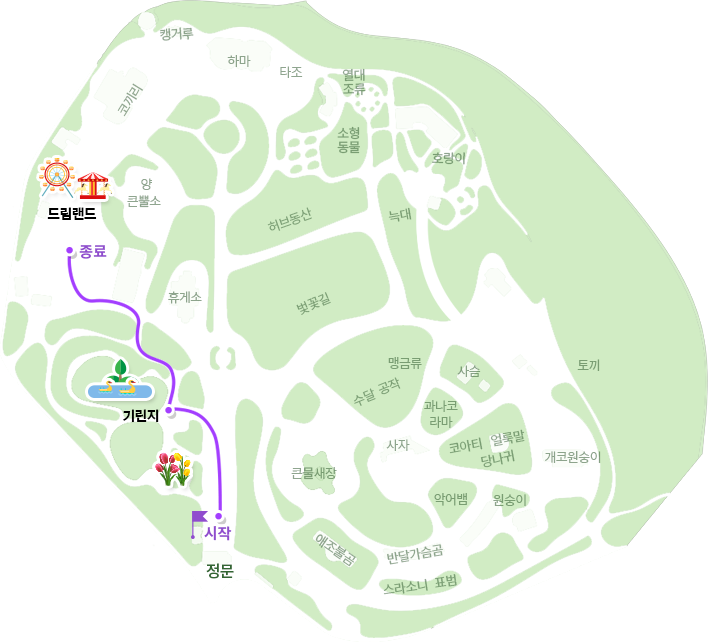 캥거루
하마
타조
코끼리
열대
조류
소형
동물
호랑이
양
큰뿔소
드림랜드
허브동산
늑대
종료
휴게소
벚꽃길
맹금류
사슴
토끼
수달 공작
기린지
과나코
라마
사자
코아티
얼룩말
당나귀
개코원숭이
큰물새장
악어뱀
원숭이
시작
애조불곰
반달가슴곰
정문
스라소니 표범